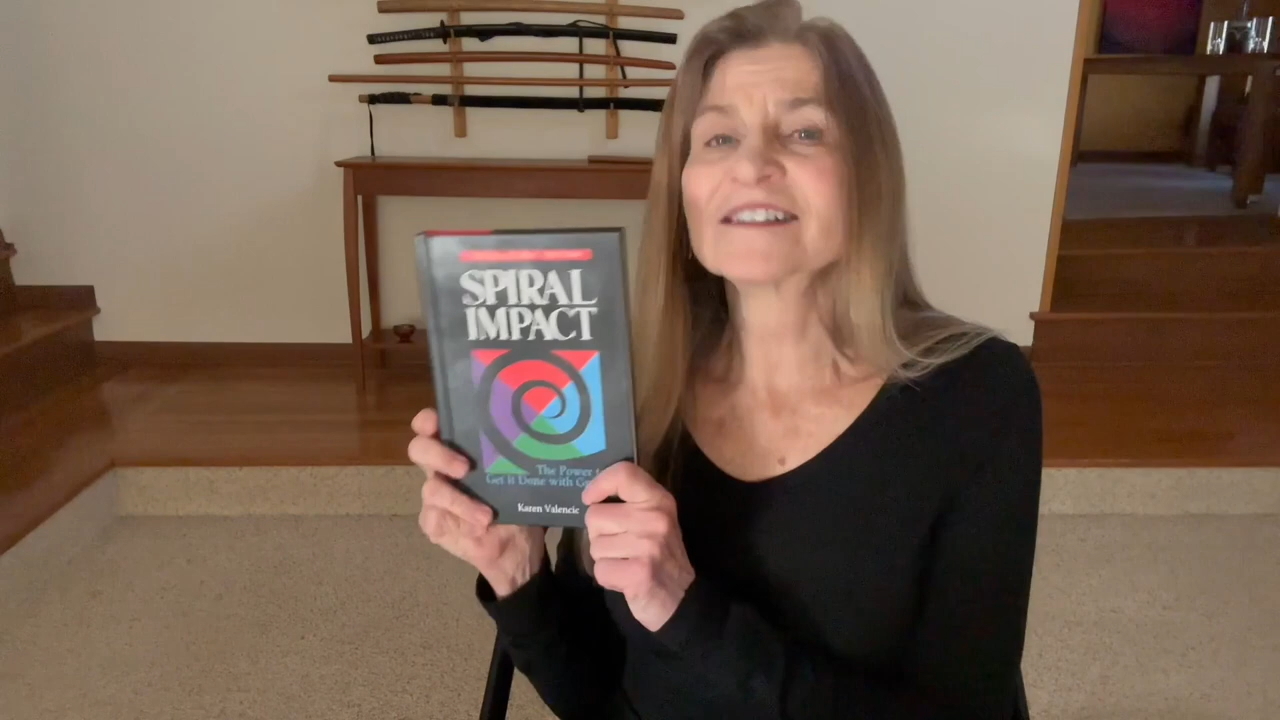 SPIRAL
IMPACT
The Power
Get it Done with
Karen Valencic